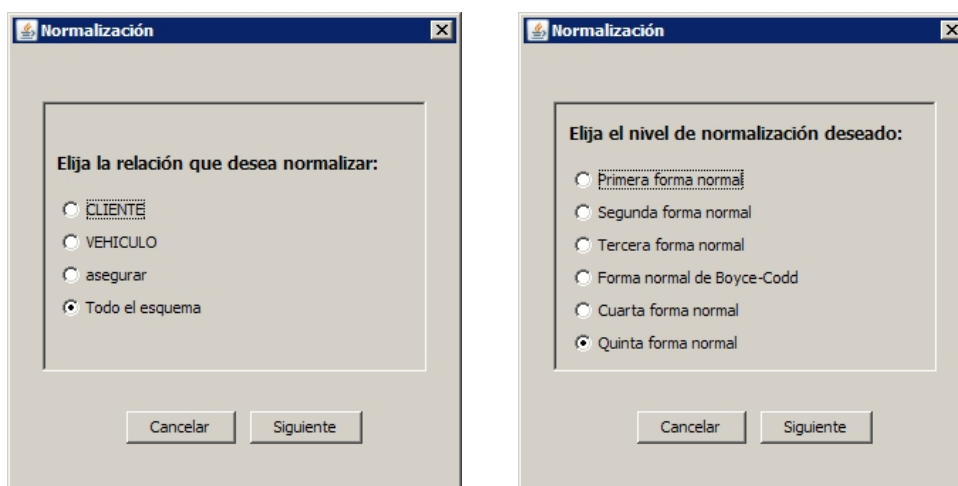 Normalización
Elija la relación que desea normalizar:
CLIENTE
VEHICULO
asegurar
Todo el esquema
Cancelar
Siguiente
Normalización
Elija el nivel de normalización deseado:
Primera forma normal
Segunda forma normal
Tercera forma normal
Forma normal de Boyce-Codd
Cuarta forma normal
Quinta forma normal
Cancelar
Siguiente